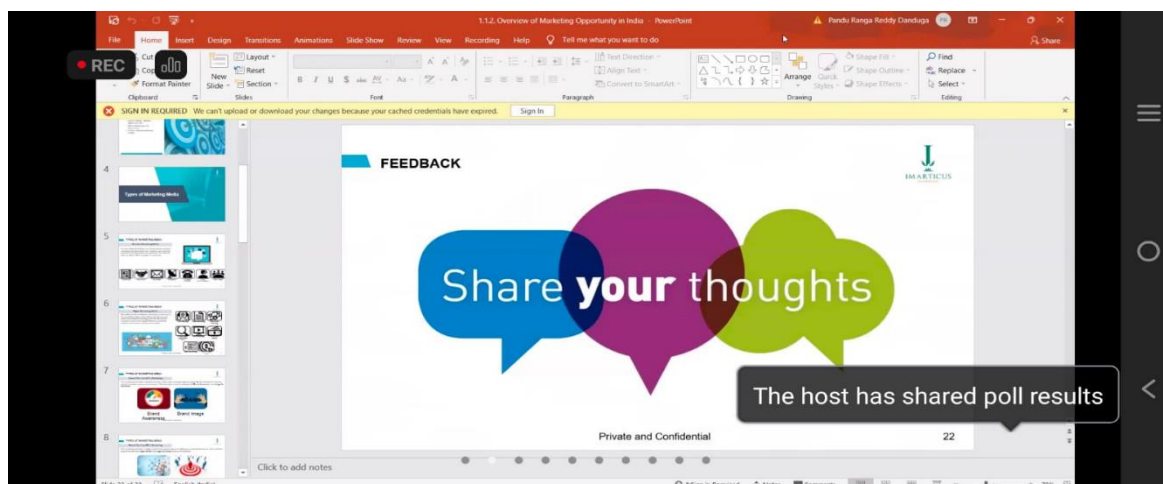 1.1.2. Overview of Marketing Opportunity in India - PowerPoint
Pandu Ranga Reddy Danduga
File Home Insert Design Transitions Animations Slide Show Review View Recording Help Tell me what you want to do
Share
REC
Cut
Format Painter
Clipboard
New
Slide
Layout
Reset
Section
Slides
Font
Text Direction
Align Text
Convert to SmartArt
Paragraph
Arrange
Quick
Styles
Shape Fill
Shape Outline
Shape Effects
Drawing
Find
Replace
Select
Editing
SIGN IN REQUIRED We can't upload or download your changes because your cached credentials have expired. Sign In
4
Types of Marketing Media
5
6
7
Brand
Awareness
Brand Image
8
FEEDBACK
IMARTICUS
Share your thoughts
The host has shared poll results
Private and Confidential
22
Click to add notes